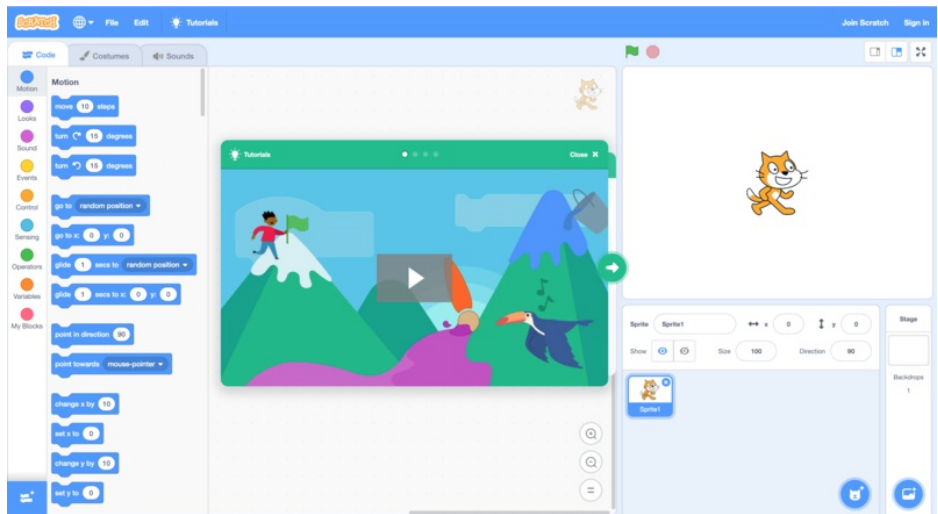 SCRATCH File Edit Tutorials Join Scratch Sign in
Code Costumes Sounds
Motion
Looks
Sound
Events
Control
Sensing
Operators
Variables
My Blocks
Motion
move 10 steps
turn 15 degrees
turn 15 degrees
go to random position
go to x: 0 y: 0
glide 1 secs to random position
glide 1 secs to x: 0 y: 0
point in direction 90
point towards mouse-pointer
change x by 10
set x to 0
change y by 10
set y to 0
Tutorials Close X
Sprite Sprite1 x 0 y 0
Show Size 100 Direction 90
Sprite1
Stage
Backdrops
1